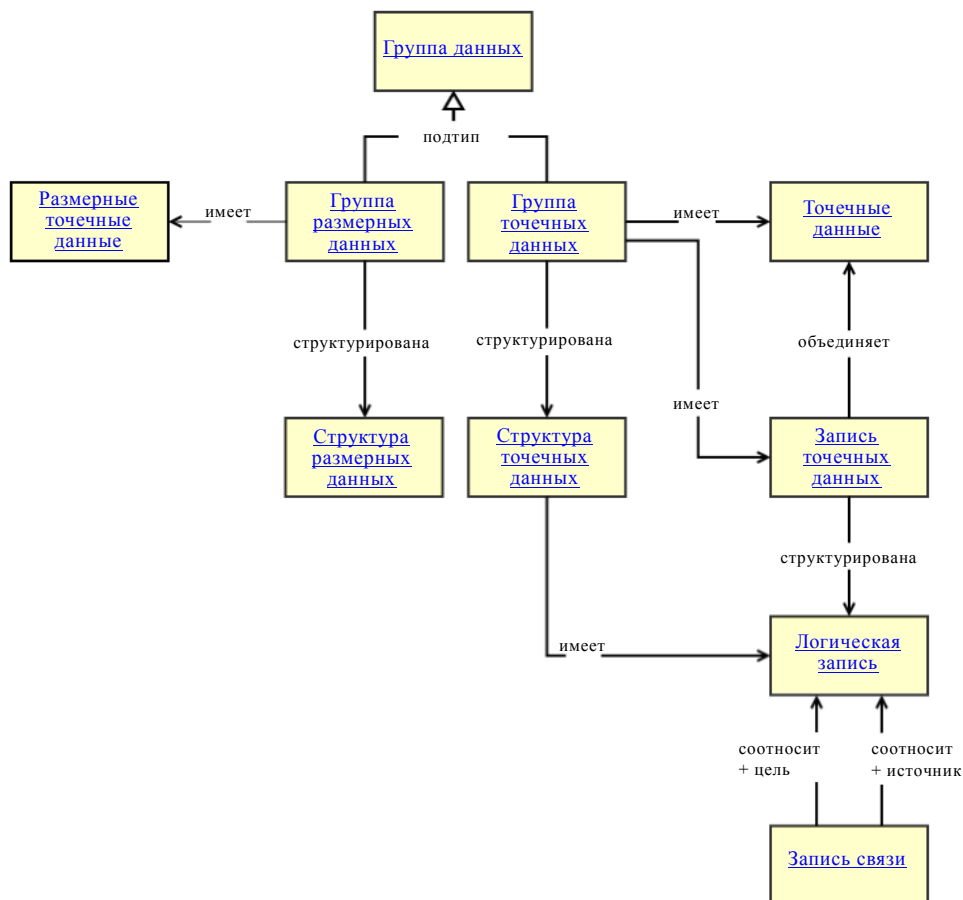 Группа данных
подтип
Размерные
точечные
данные
имеет
Группа
размерных
данных
Группа
точечных
данных
имеет
Точечные
данные
структурирована
структурирована
объединяет
имеет
Структура
размерных
данных
Структура
точечных
данных
Запись
точечных
данных
структурирована
имеет
Логическая
запись
соотносит
+ цель
соотносит
+ источник
Запись связи